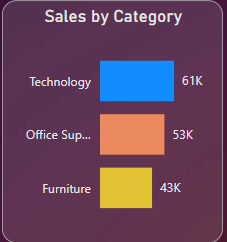 Sales by Category
Technology 61K
Office Sup... 53K
Furniture 43K